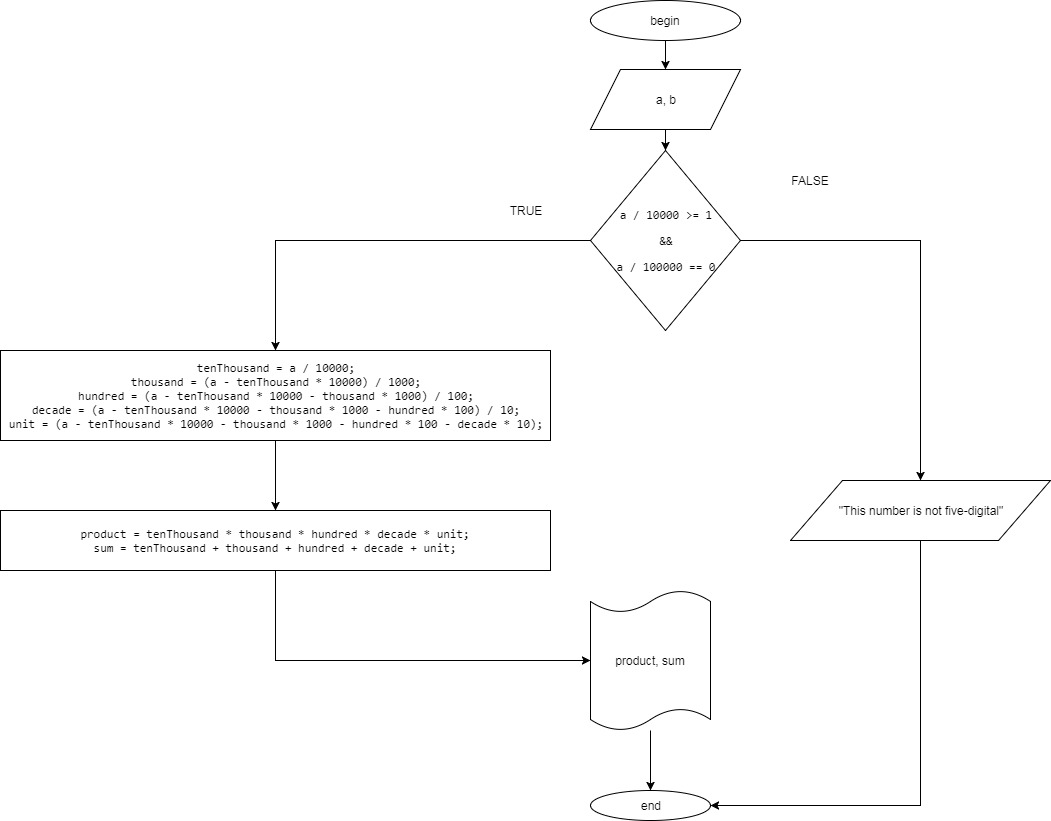 begin
a, b
FALSE
TRUE
a / 10000 >= 1
&&
a / 100000 == 0
tenThousand = a / 10000;
thousand = (a - tenThousand * 10000) / 1000;
hundred = (a - tenThousand * 10000 - thousand * 1000) / 100;
decade = (a - tenThousand * 10000 - thousand * 1000 - hundred * 100) / 10;
unit = (a - tenThousand * 10000 - thousand * 1000 - hundred * 100 - decade * 10);
"This number is not five-digital"
product = tenThousand * thousand * hundred * decade * unit;
sum = tenThousand + thousand + hundred + decade + unit;
product, sum
end